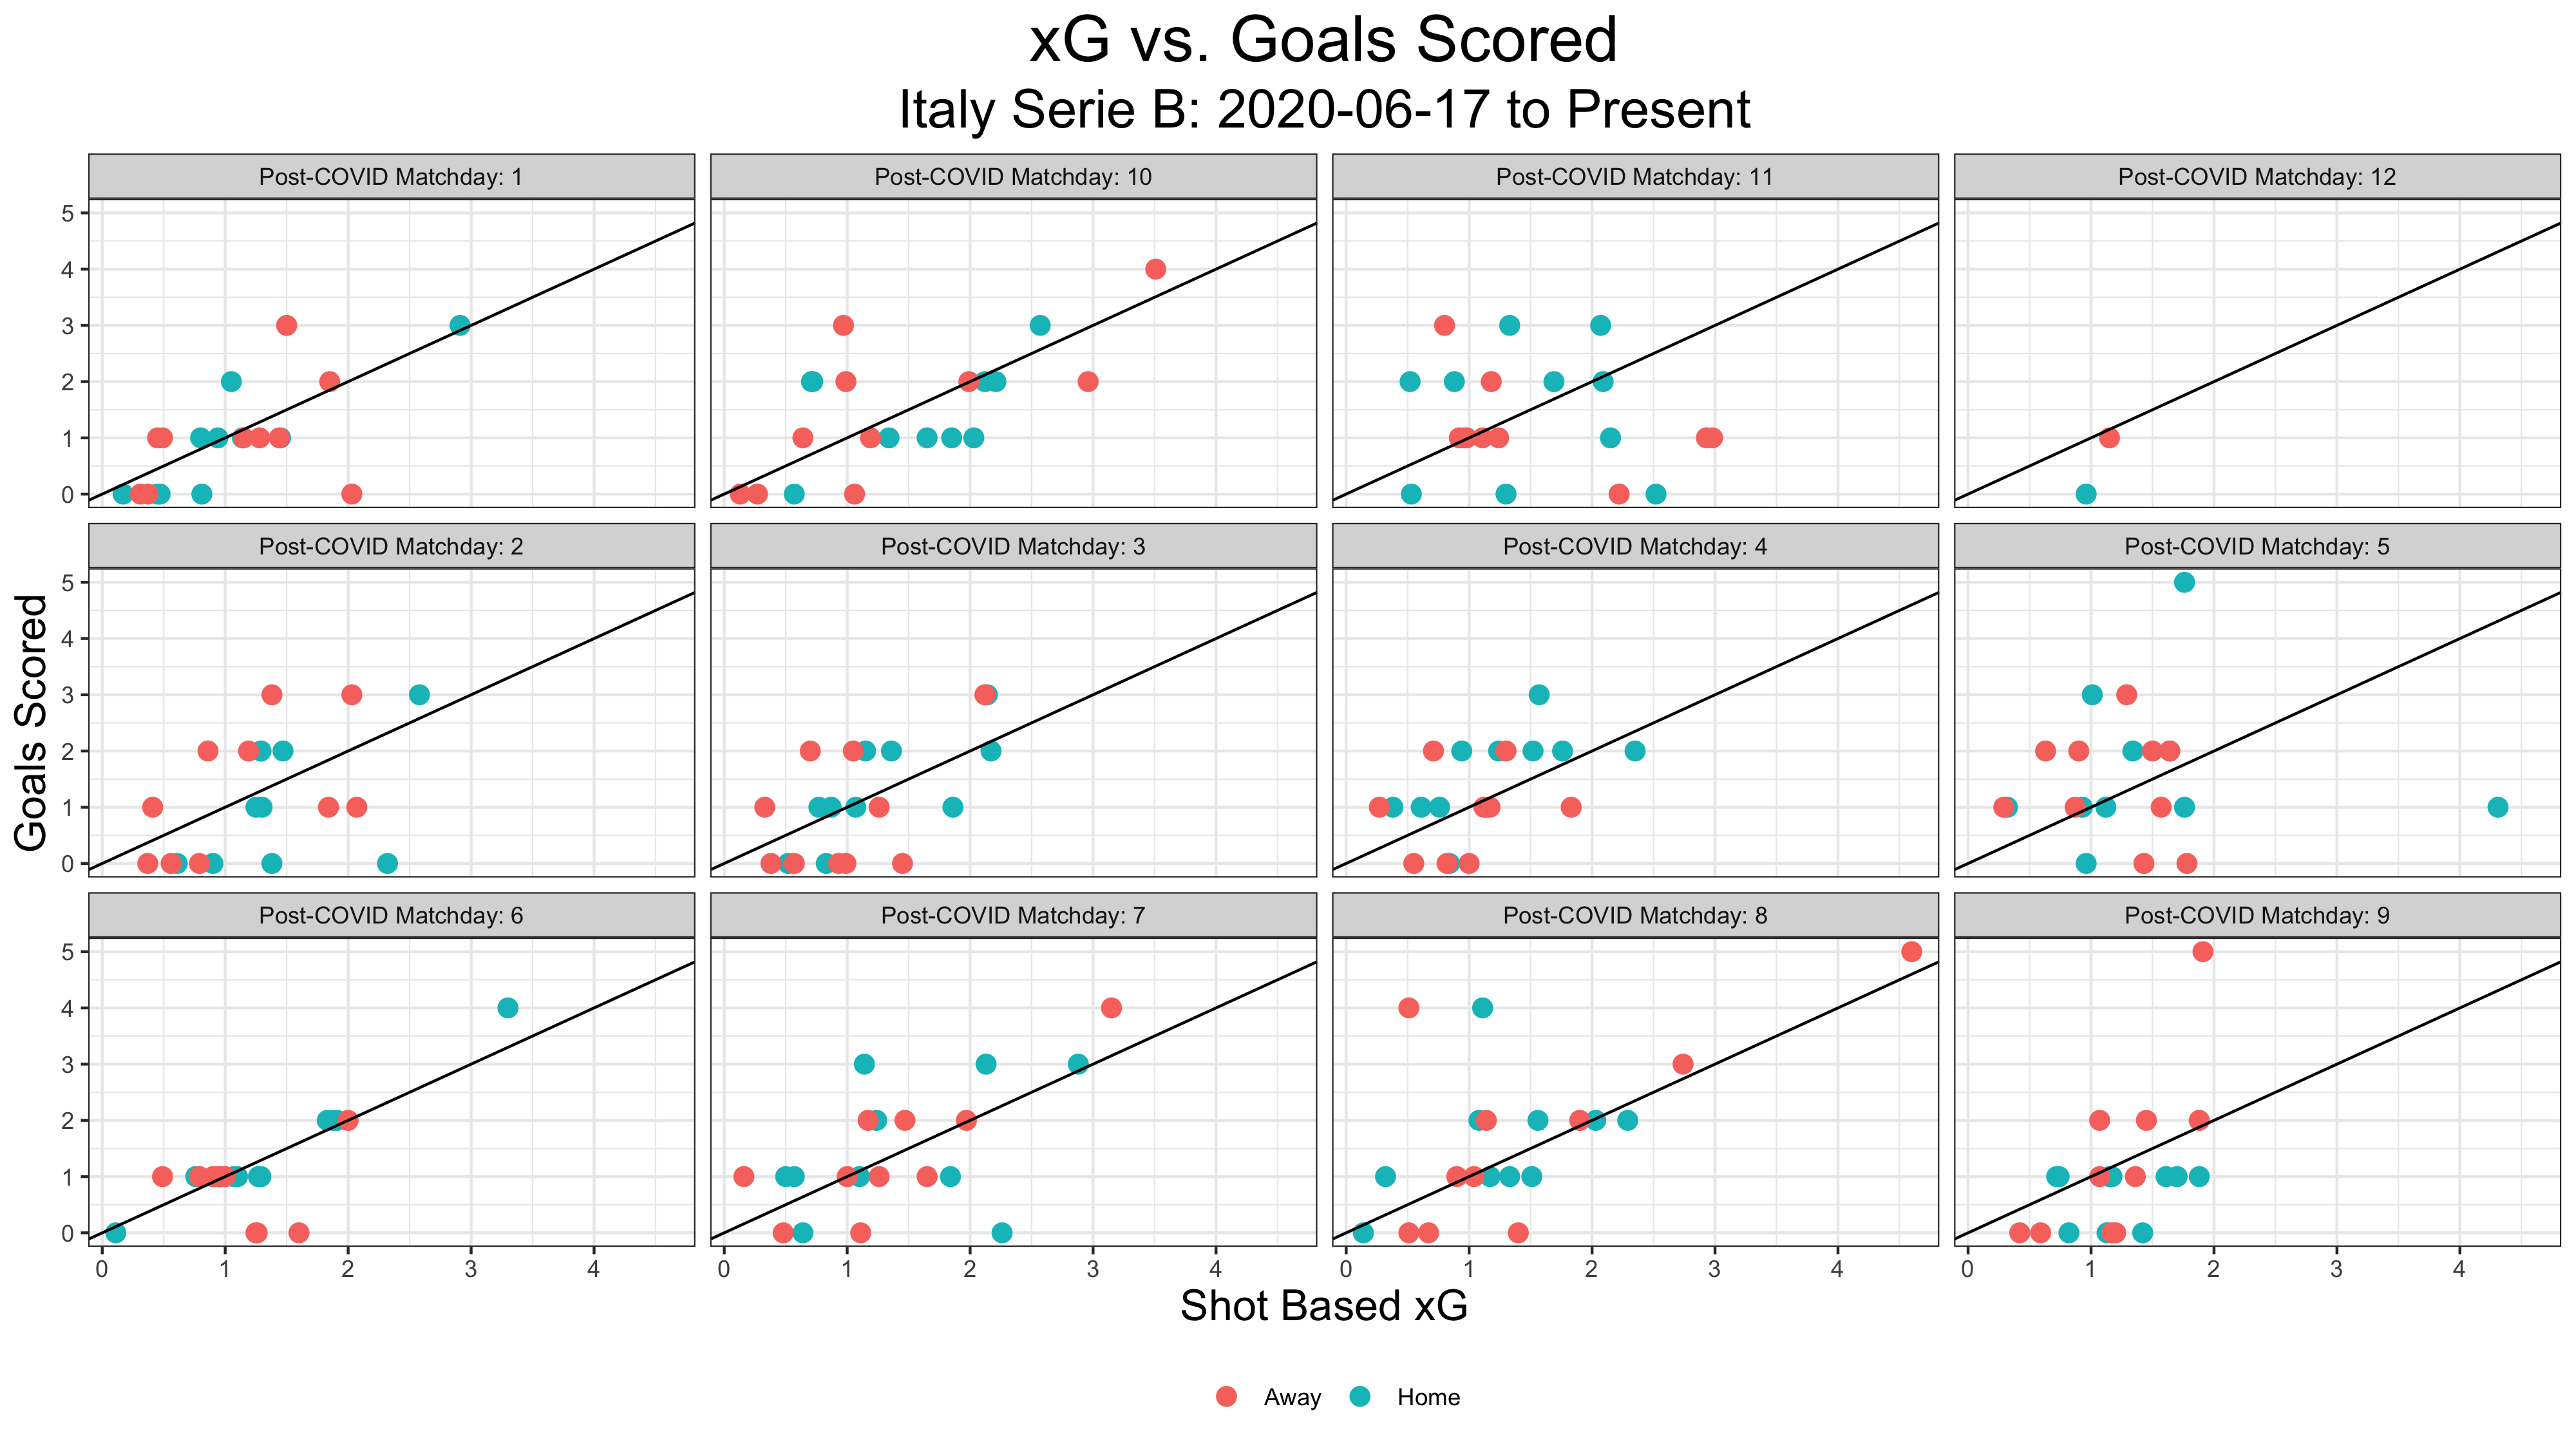 xG vs. Goals Scored
Italy Serie B: 2020-06-17 to Present
Post-COVID Matchday: 1
Post-COVID Matchday: 10
Post-COVID Matchday: 11
Post-COVID Matchday: 12
5
4
3
2
1
0
Post-COVID Matchday: 2
Post-COVID Matchday: 3
Post-COVID Matchday: 4
Post-COVID Matchday: 5
Goals Scored
5
4
3
2
1
0
Post-COVID Matchday: 6
Post-COVID Matchday: 7
Post-COVID Matchday: 8
Post-COVID Matchday: 9
5
4
3
2
1
0
0 1 2 3 4
0 1 2 3 4
0 1 2 3 4
0 1 2 3 4
Shot Based xG
Away Home